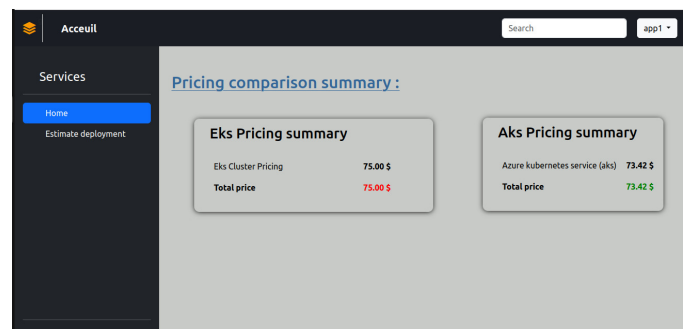 Acceuil
Search
app1
Services
Home
Estimate deployment
Pricing comparison summary :
Eks Pricing summary
Eks Cluster Pricing 75.00 $
Total price 75.00 $
Aks Pricing summary
Azure kubernetes service (aks) 73.42 $
Total price 73.42 $